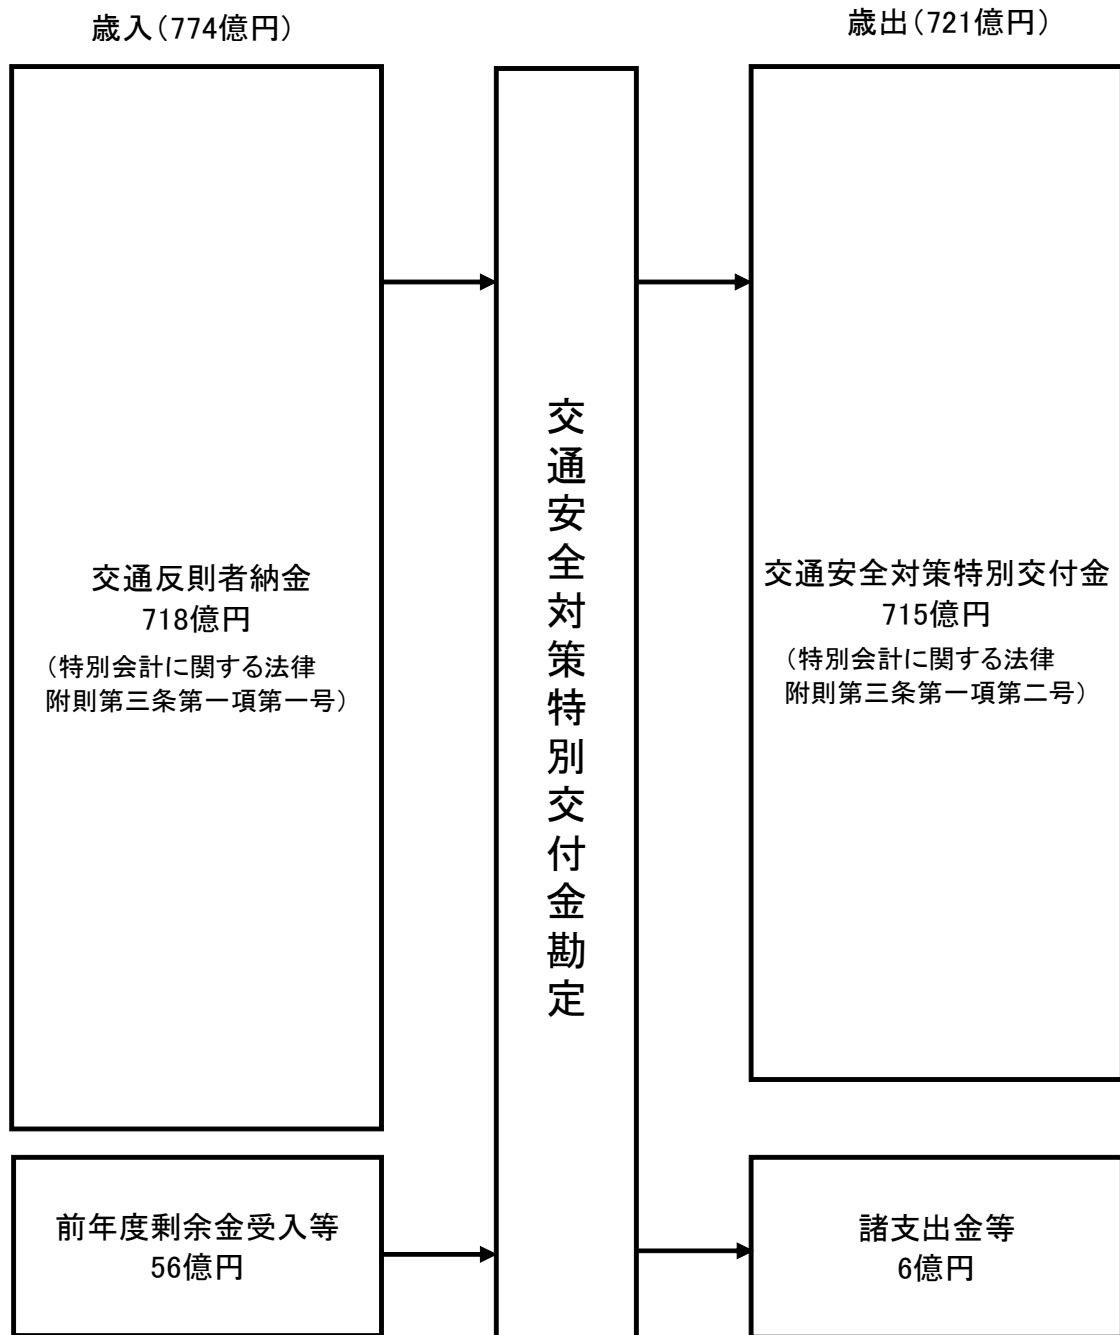 歳入(774億円)
歳出(721億円)
交通反則者納金
718億円
(特別会計に関する法律
附則第三条第一項第一号)
交通安全対策特別交付金勘定
交通安全対策特別交付金
715億円
(特別会計に関する法律
附則第三条第一項第二号)
前年度剰余金受入等
56億円
諸支出金等
6億円